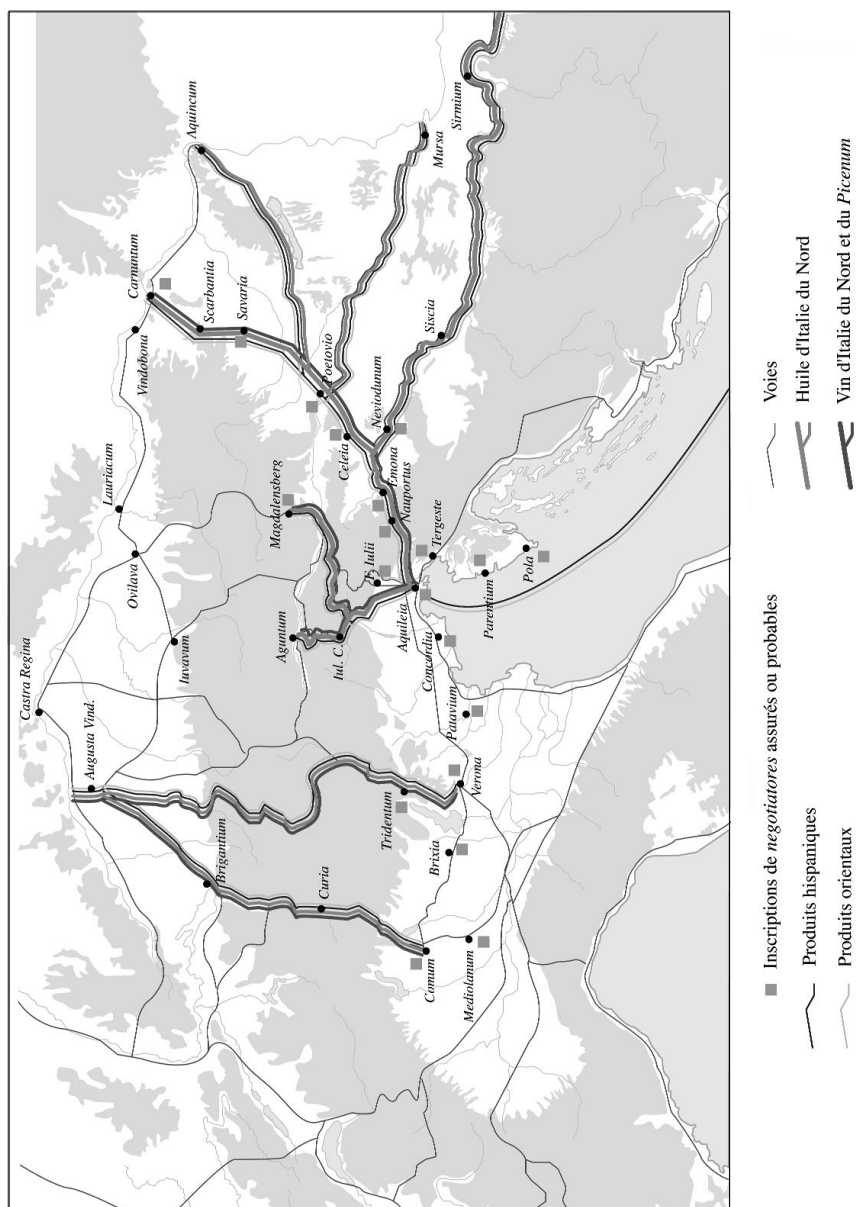 Castra Regina
Augusta Vind.
Brigantium
Curia
Comum
Mediolanum
Brixia
Tridentum
Verona
Patavium
Concordia
Aquileia
F. Iulii
Iul. C.
Aguntum
Iuvavum
Ovilava
Lauriacum
Magdalensberg
Vindobona
Carnuntum
Scarbantia
Savaria
Aquincum
Poetovio
Celeia
Neviodunum
Emona
Nauportus
Tergeste
Parentium
Pola
Siscia
Mursa
Sirmium
Inscriptions de negotiatores assurés ou probables
Produits hispaniques
Produits orientaux
Voies
Huile d'Italie du Nord
Vin d'Italie du Nord et du Picenum